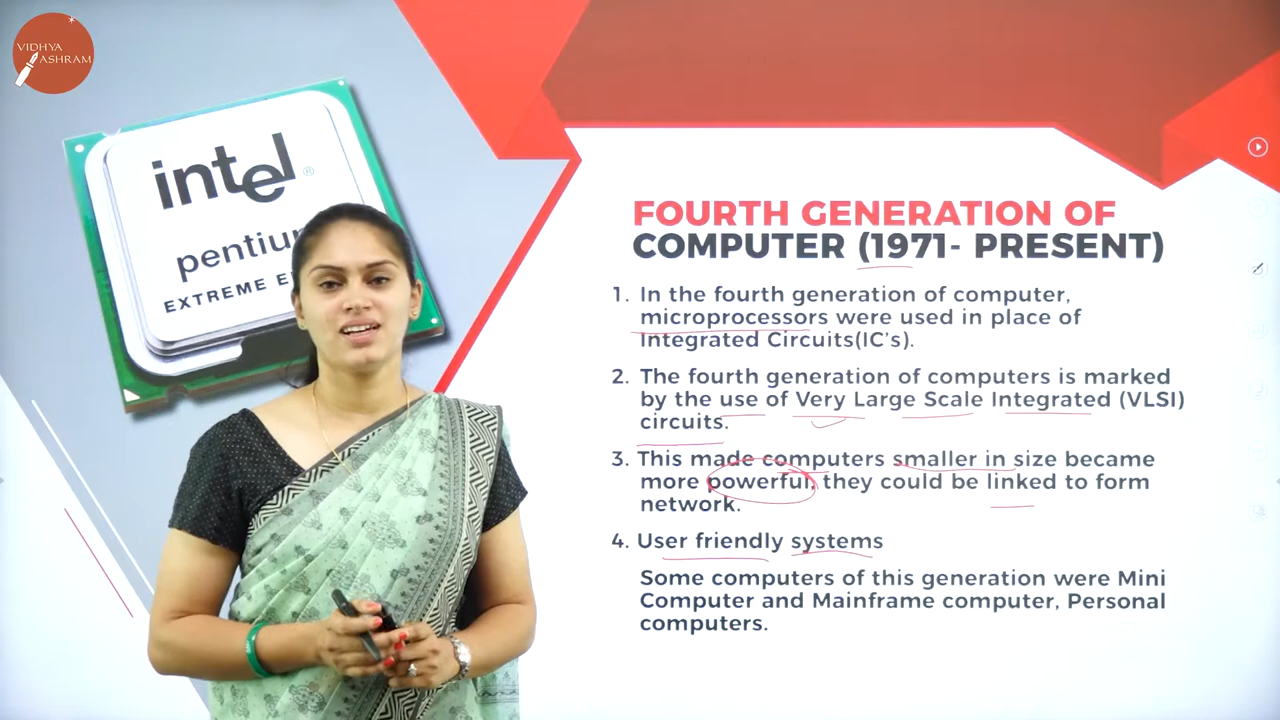 VIDHYA
ASHRAM
intel®
pentium
EXTREME E
FOURTH GENERATION OF
COMPUTER (1971- PRESENT)
1. In the fourth generation of computer,
microprocessors were used in place of
Integrated Circuits(IC's).
2. The fourth generation of computers is marked
by the use of Very Large Scale Integrated (VLSI)
circuits.
3. This made computers smaller in size became
more powerful, they could be linked to form
network.
4. User friendly systems
Some computers of this generation were Mini
Computer and Mainframe computer, Personal
computers.